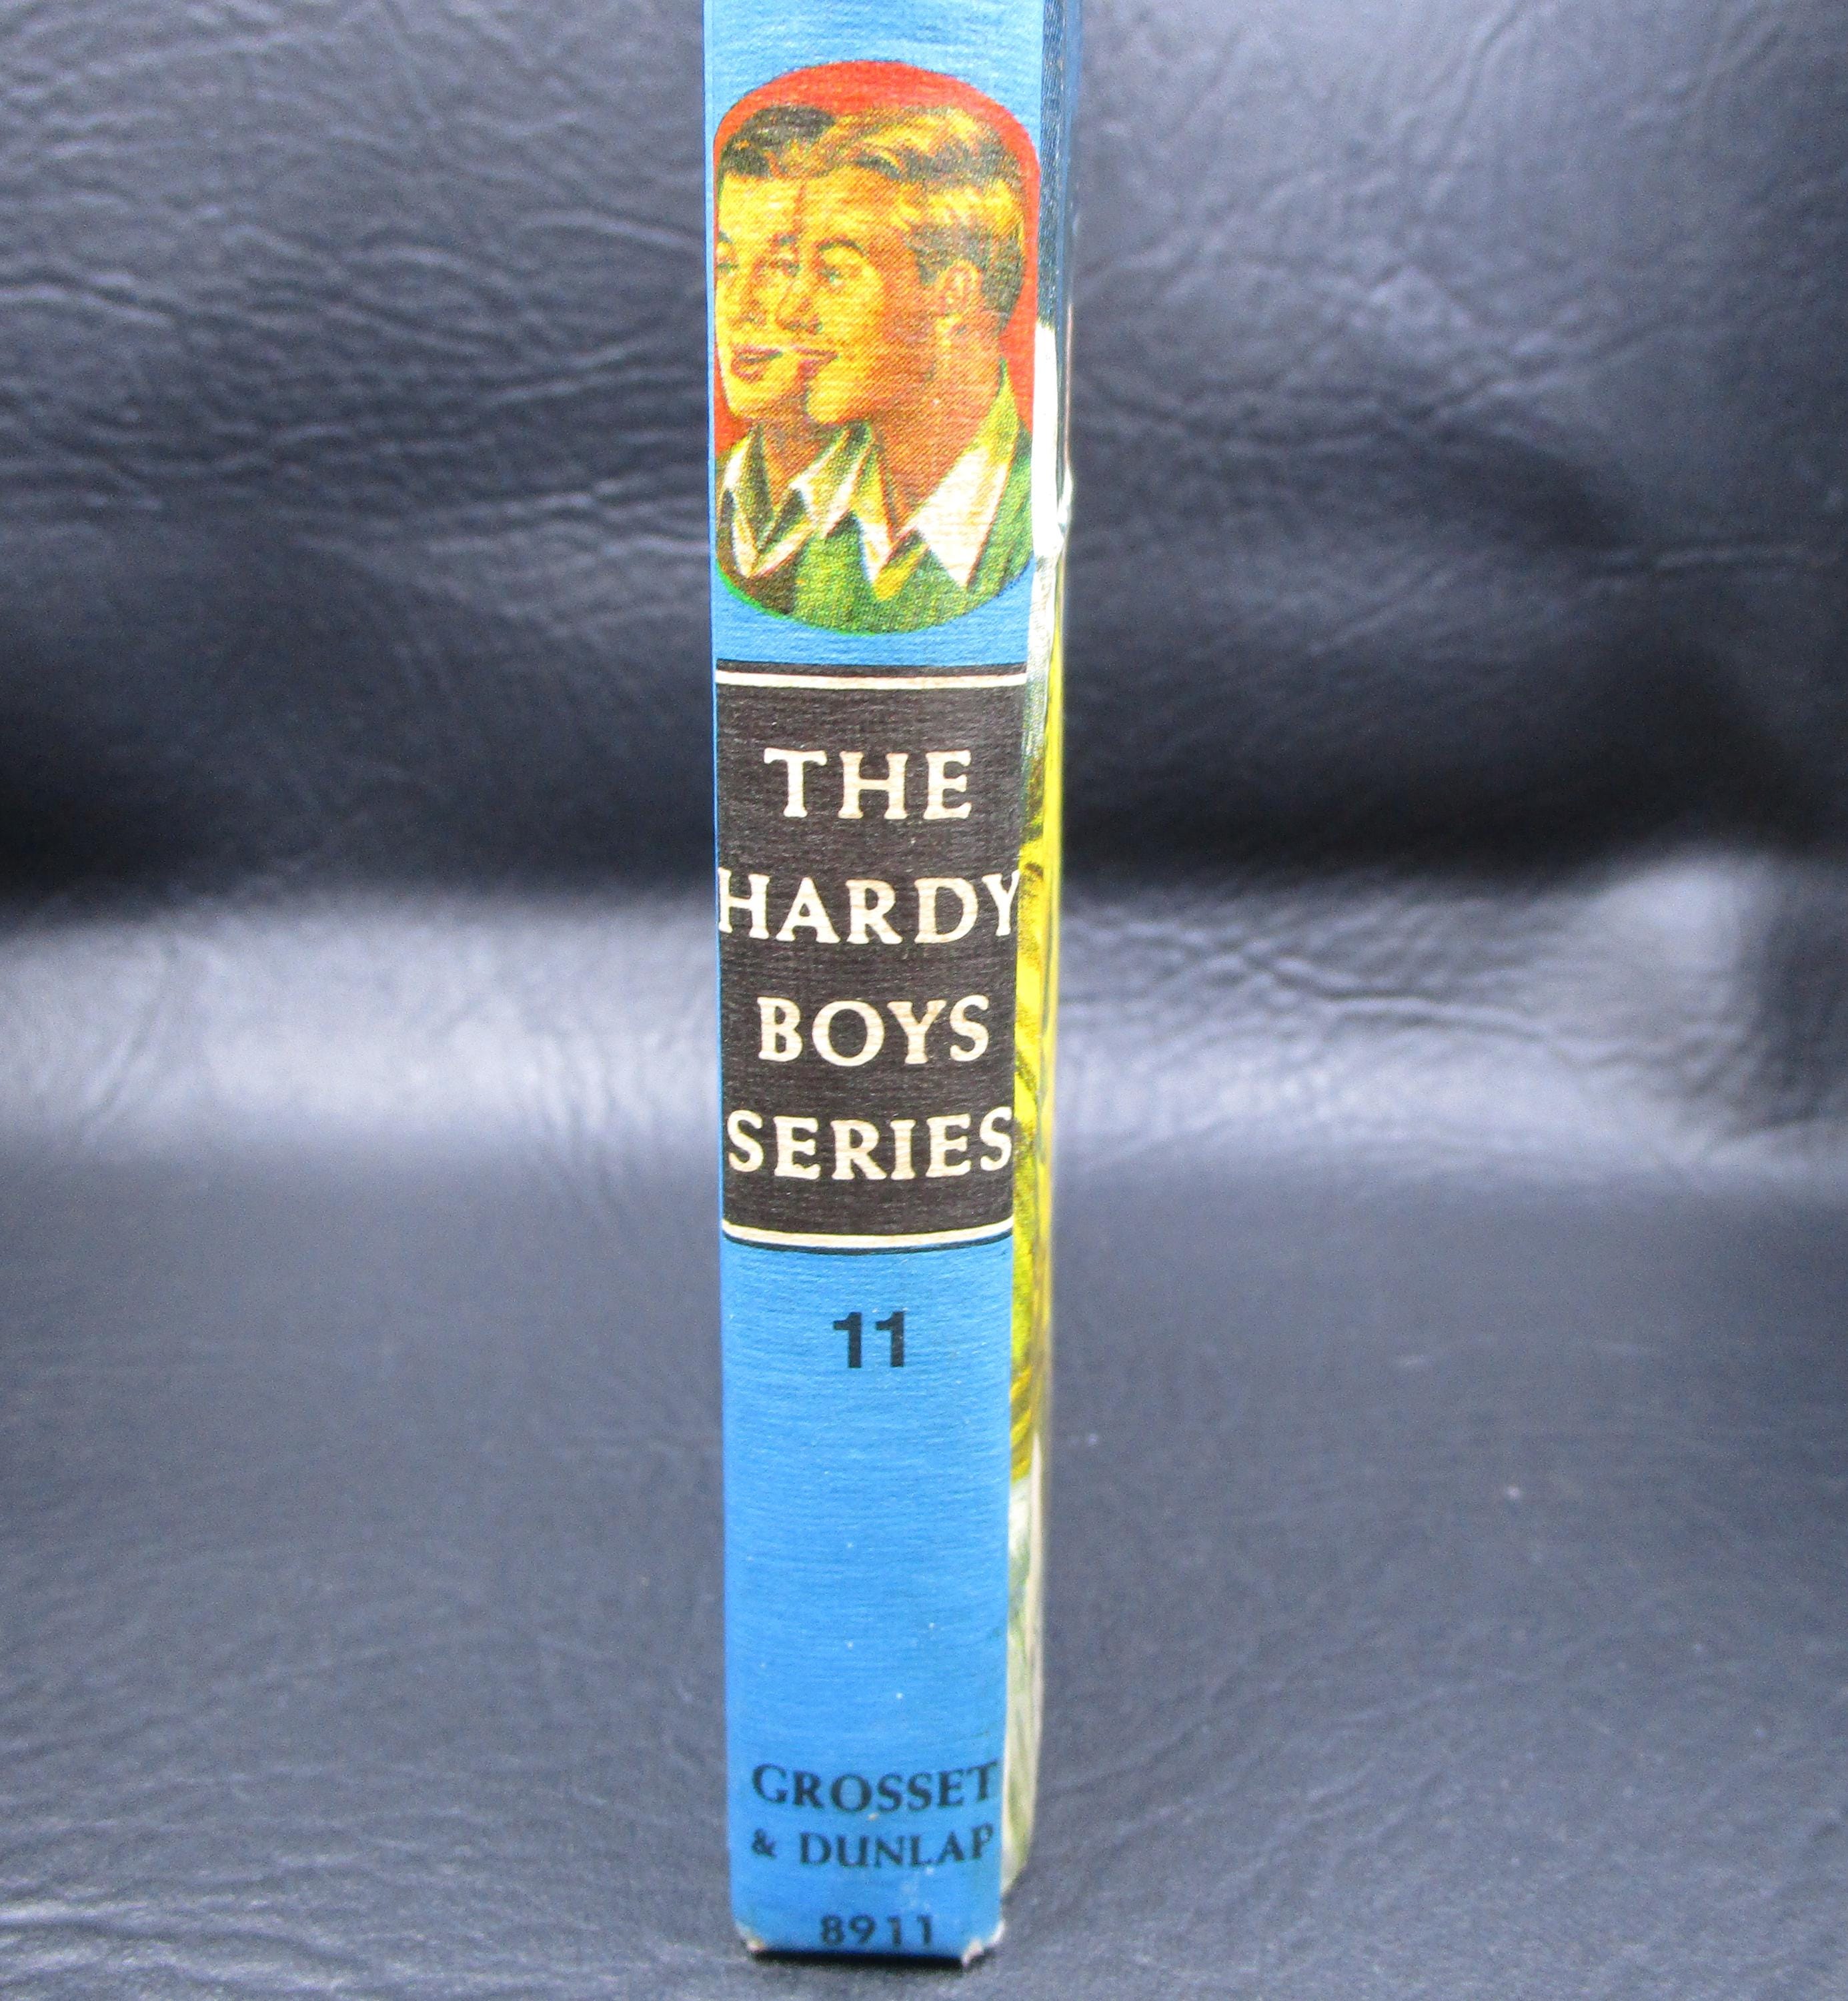 THE
HARDY
BOYS
SERIES
11
GROSSET
& DUNLAP
8911